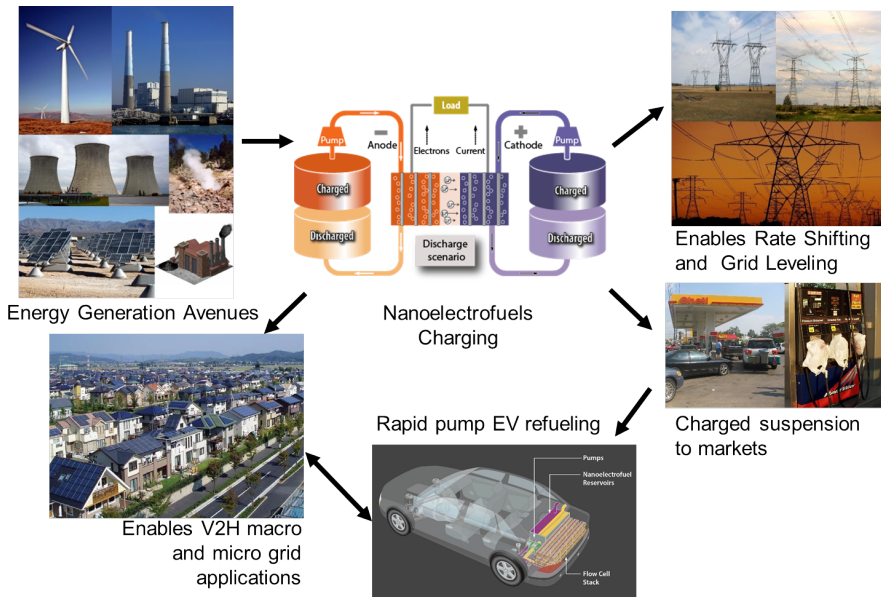 Energy Generation Avenues
Load
Pump
Anode
Electrons
Current
Cathode
Pump
Charged
Discharged
Charged
Discharged
Discharge
scenario
Nanoelectrofuels
Charging
Enables Rate Shifting
and Grid Leveling
Shell
Charged suspension
to markets
Rapid pump EV refueling
Pumps
Nanoelectrofuel
Reservoirs
Flow Cell
Stack
Enables V2H macro
and micro grid
applications